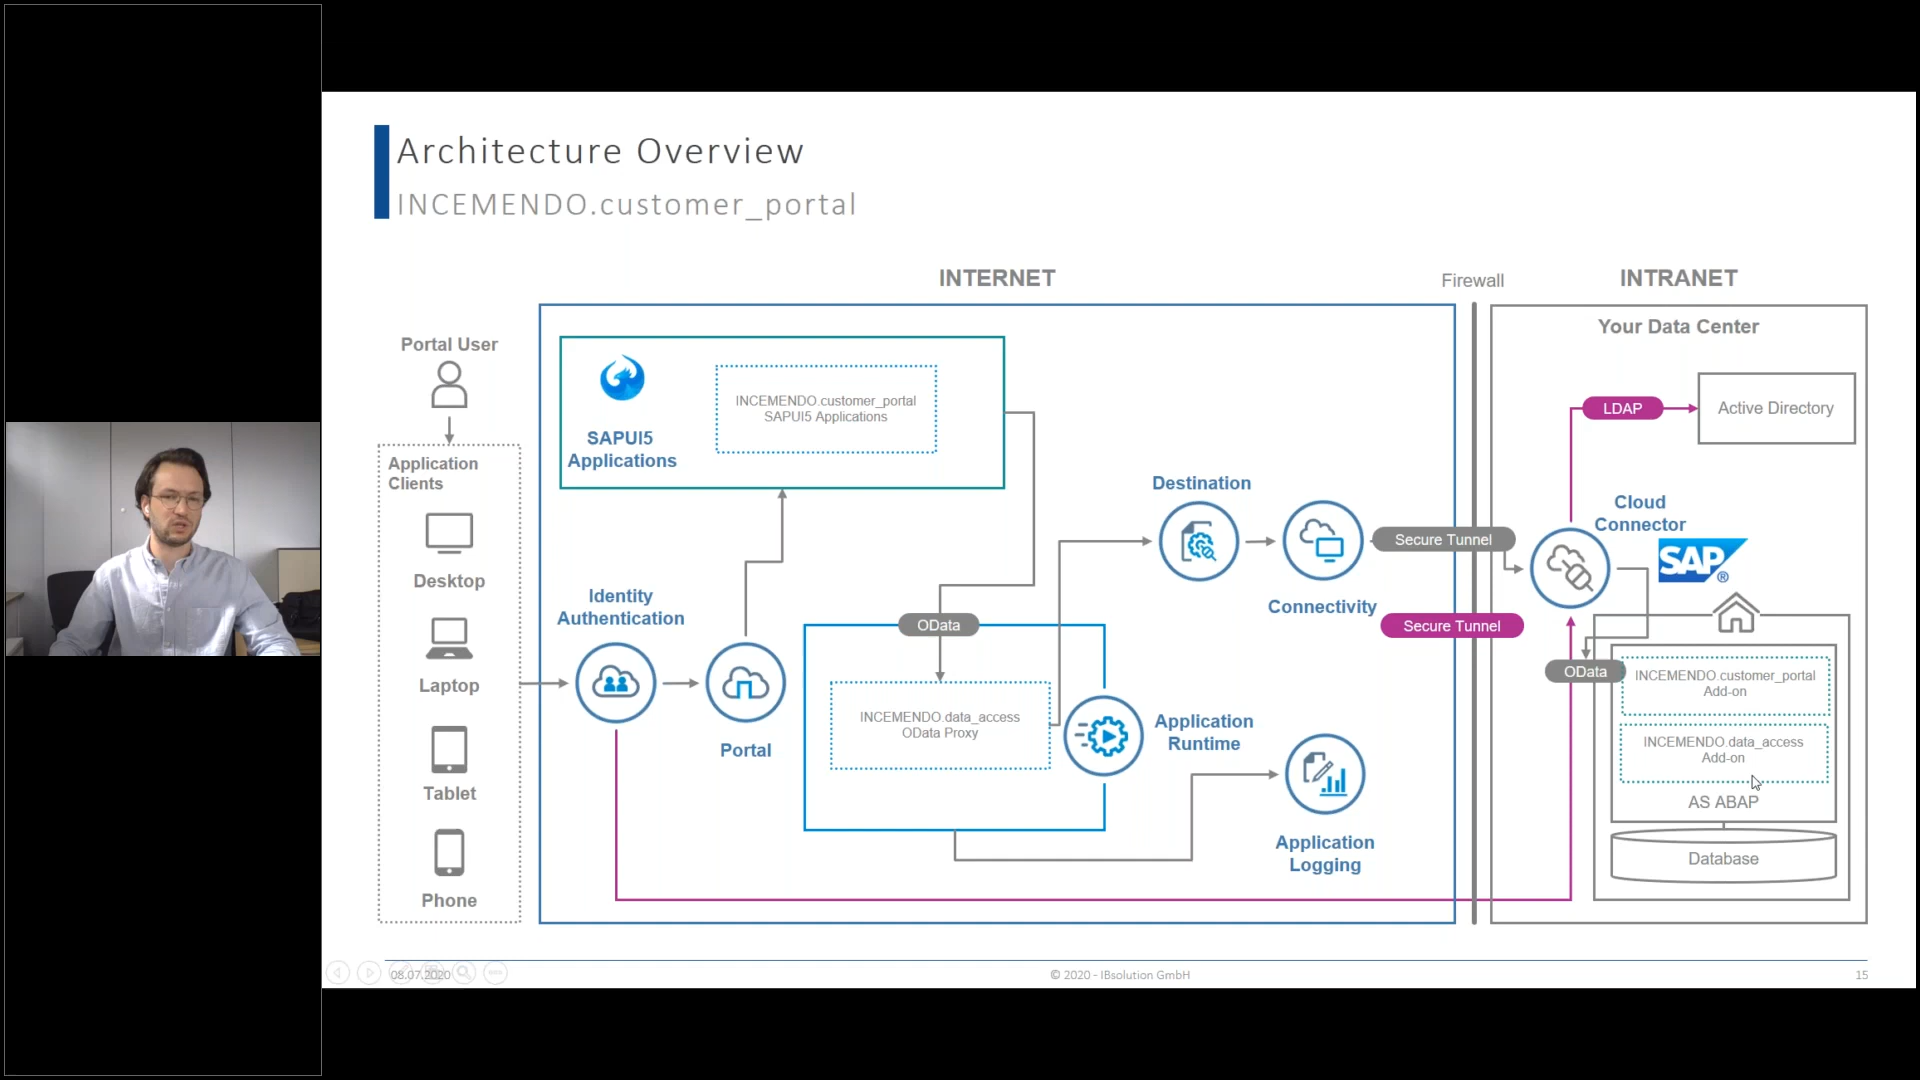 Architecture Overview
INCEMENDO.customer_portal
INTERNET
Firewall
INTRANET
Portal User
Application
Clients
Desktop
Laptop
Tablet
Phone
SAPUI5
Applications
INCEMENDO.customer_portal
SAPUI5 Applications
Identity
Authentication
Portal
OData
INCEMENDO.data_access
OData Proxy
Application
Runtime
Destination
Connectivity
Application
Logging
Secure Tunnel
Secure Tunnel
Your Data Center
LDAP
Active Directory
Cloud
Connector
SAP®
OData
INCEMENDO.customer_portal
Add-on
INCEMENDO.data_access
Add-on
AS ABAP
Database
08.07.2020
© 2020 - IBsolution GmbH
15